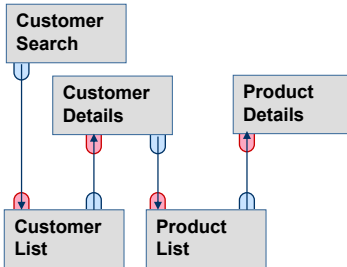 Customer
Search
Customer
Details
Product
Details
Customer
List
Product
List